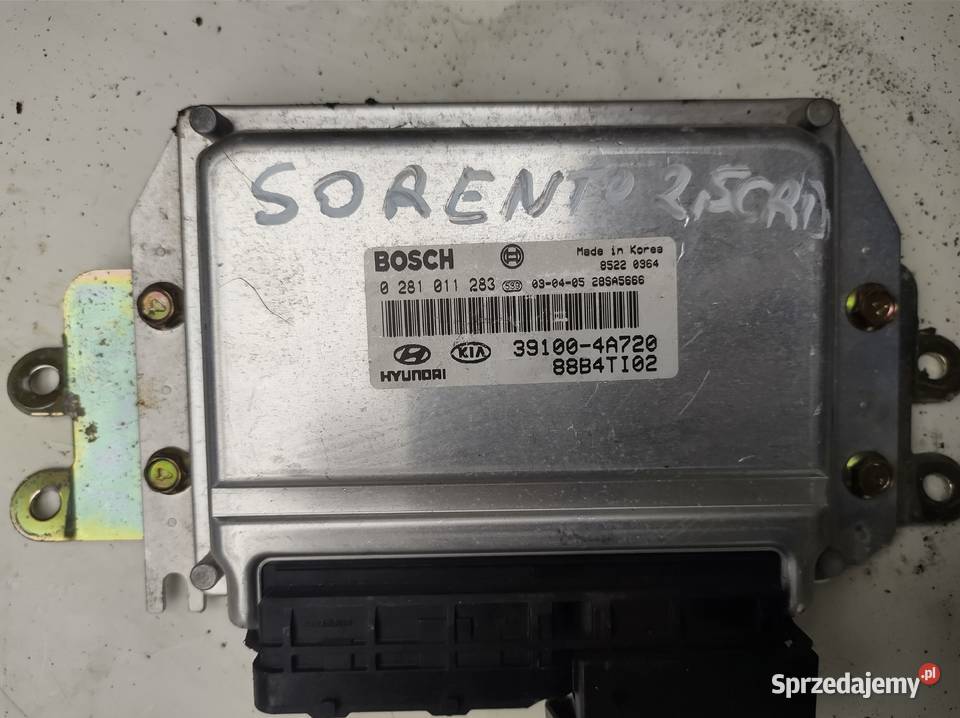 SORENTO 2,5CRD
BOSCH Made in Korea
8522 0364
0 281 011 283 03-04-05 28SA5666
HYUNDAI KIA 39100-4A720
88B4TI02
Sprzedajemy.pl